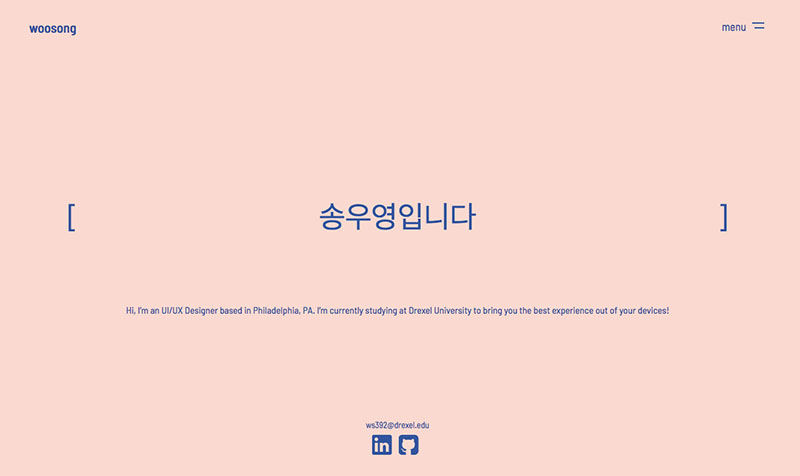 woosong
menu
[ 송우영입니다 ]
Hi, I'm an UI/UX Designer based in Philadelphia, PA. I'm currently studying at Drexel University to bring you the best experience out of your devices!
ws392@drexel.edu
in